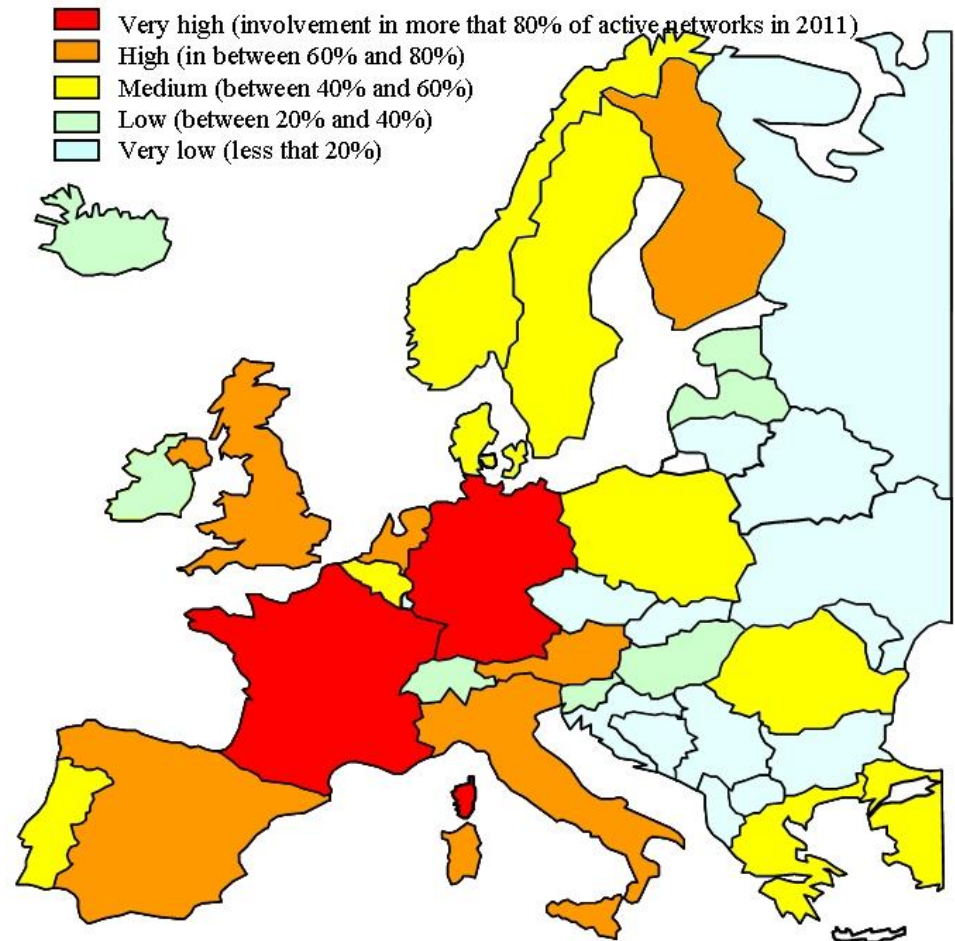 Very high (involvement in more that 80% of active networks in 2011)
High (in between 60% and 80%)
Medium (between 40% and 60%)
Low (between 20% and 40%)
Very low (less that 20%)